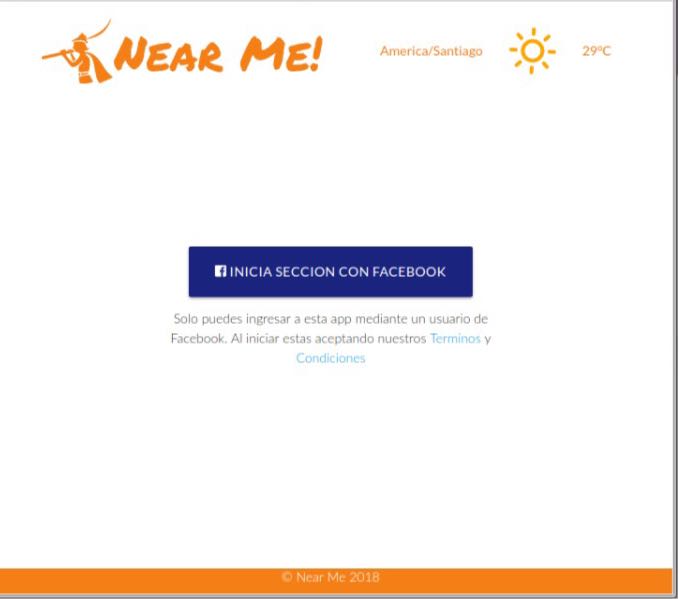 NEAR ME!
America/Santiago
29°C
INICIA SECCION CON FACEBOOK
Solo puedes ingresar a esta app mediante un usuario de
Facebook. Al iniciar estas aceptando nuestros Terminos y
Condiciones
© Near Me 2018